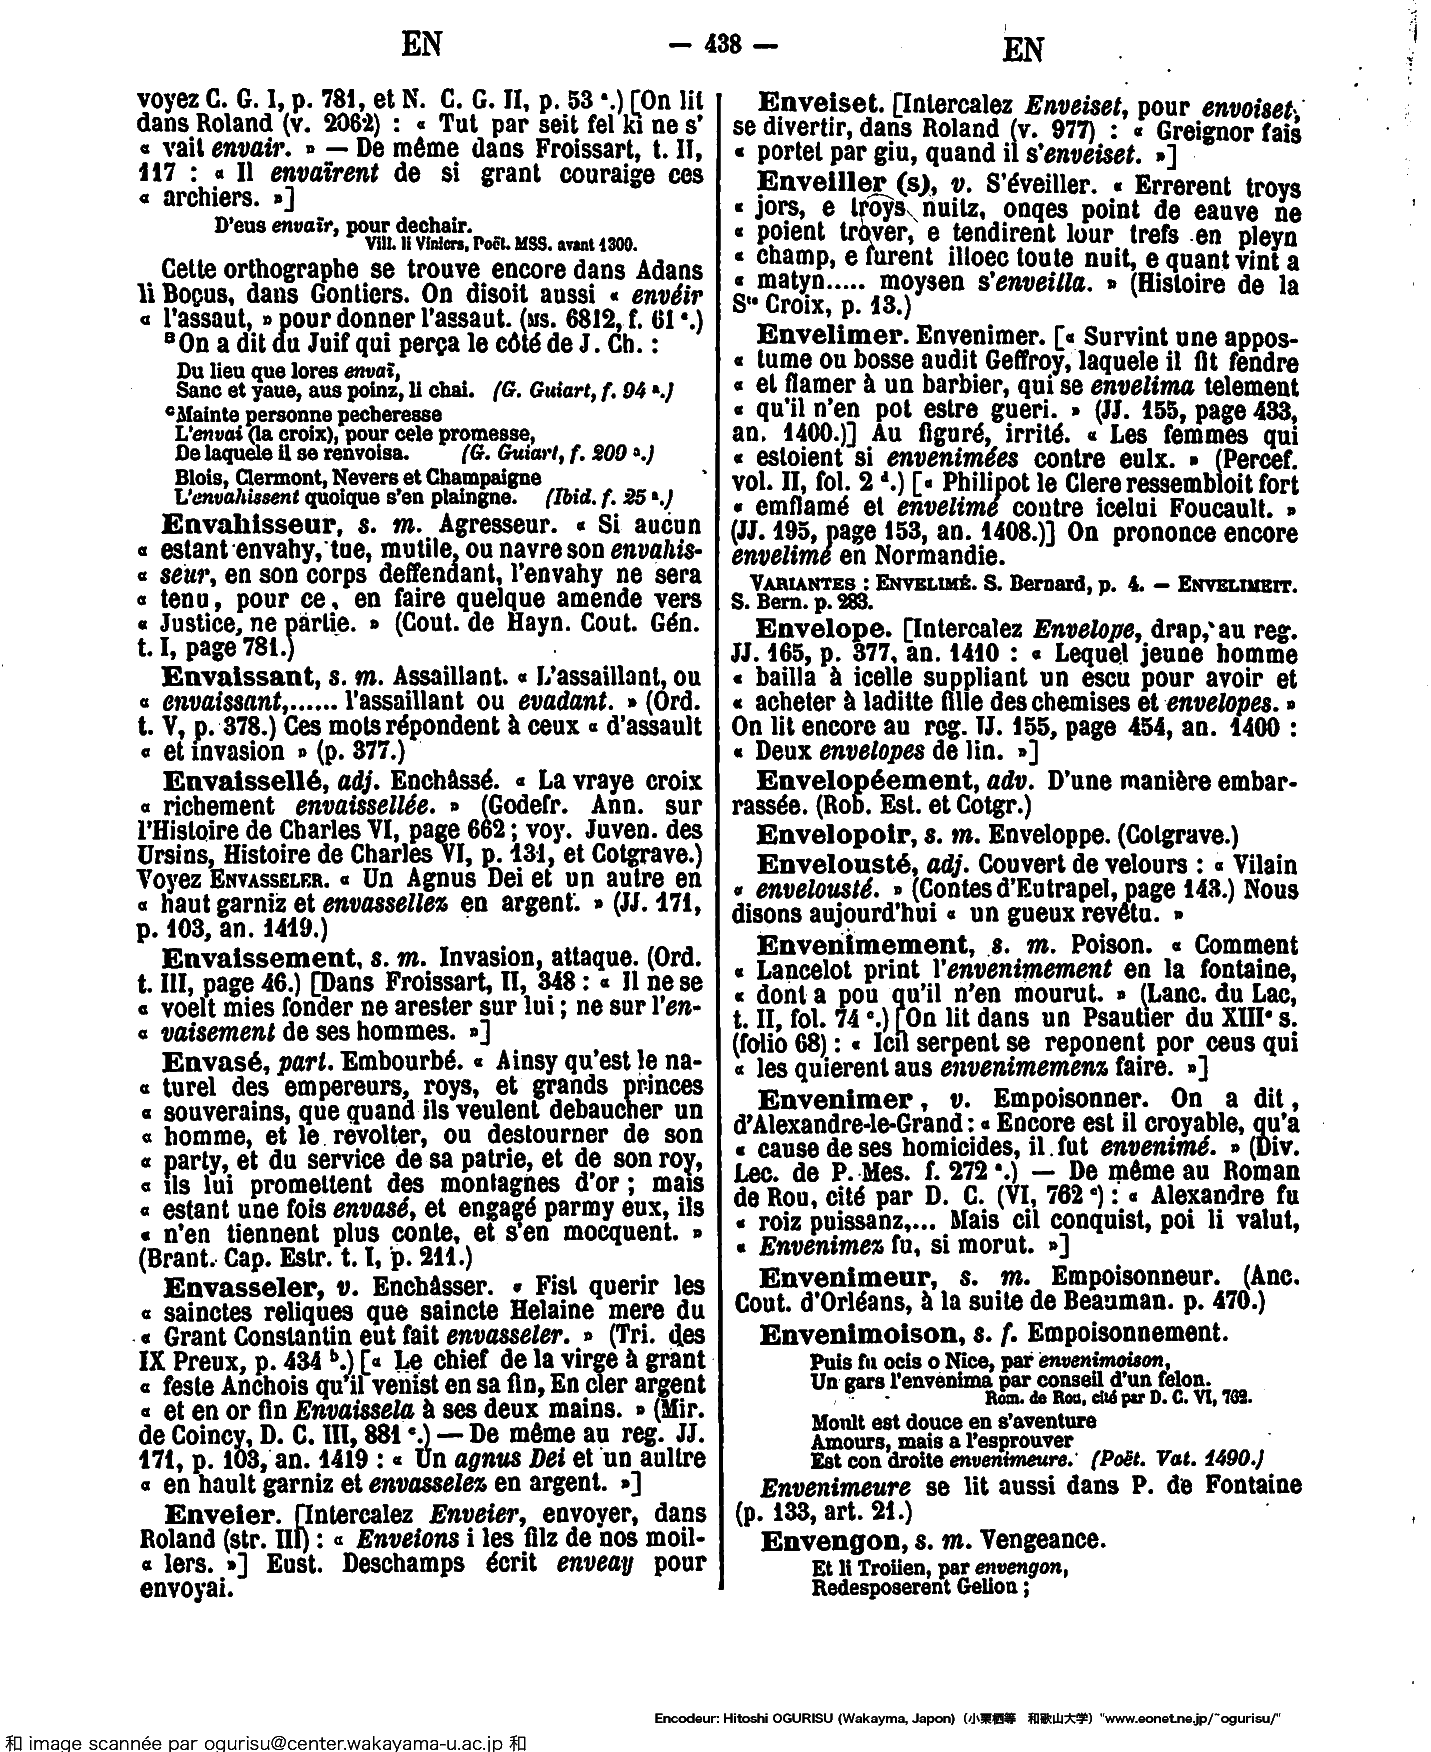 EN — 438 — EN
voyez C. G. I, p. 781, et N. C. G. II, p. 53 ª.) [On lit
dans Roland (v. 2062) : « Tut par seit fel ki ne s'
« vait envaïr. » — De même dans Froissart, t. II,
117 : « Il envaïrent de si grant couraige ces
« archiers. »]
D'eus envaïr, pour dechair.
Vill. li Viniers, Poët. MSS. avant 1300.
Cette orthographe se trouve encore dans Adans
li Boçus, dans Gontiers. On disoit aussi « envéir
« l'assaut, » pour donner l'assaut. (MS. 6812, f. 61 ª.)
ᴮOn a dit du Juif qui perça le côté de J. Ch. :
Du lieu que lores envaï,
Sanc et yaue, aus poinz, li chai. (G. Guiart, f. 94 ª.)
ᶜMainte personne pecheresse
L'envai (la croix), pour cele promesse,
De laquele il se renvoisa. (G. Guiart, f. 200 ª.)
Blois, Clermont, Nevers et Champaigne
L'envahissent quoique s'en plaingne. (Ibid. f. 25 ª.)
Envahisseur, s. m. Agresseur. « Si aucun
« estant envahy, tue, mutile, ou navre son envahis-
« seur, en son corps deffendant, l'envahy ne sera
« tenu, pour ce, en faire quelque amende vers
« Justice, ne partie. » (Cout. de Hayn. Cout. Gén.
t. I, page 781.)
Envaissant, s. m. Assaillant. « L'assaillant, ou
« envaissant,...... l'assaillant ou evadant. » (Ord.
t. V, p. 378.) Ces mots répondent à ceux « d'assault
« et invasion » (p. 377.)
Envaissellé, adj. Enchâssé. « La vraye croix
« richement envaissellée. » (Godefr. Ann. sur
l'Histoire de Charles VI, page 662 ; voy. Juven. des
Ursins, Histoire de Charles VI, p. 131, et Cotgrave.)
Voyez ENVASSELER. « Un Agnus Dei et un autre en
« haut garniz et envassellez en argent. » (JJ. 171,
p. 103, an. 1419.)
Envaissement, s. m. Invasion, attaque. (Ord.
t. III, page 46.) [Dans Froissart, II, 348 : « Il ne se
« voelt mies fonder ne arester sur lui ; ne sur l'en-
« vaisement de ses hommes. »]
Envasé, part. Embourbé. « Ainsy qu'est le na-
« turel des empereurs, roys, et grands princes
« souverains, que quand ils veulent debaucher un
« homme, et le revolter, ou destourner de son
« party, et du service de sa patrie, et de son roy,
« ils lui promettent des montagnes d'or ; mais
« estant une fois envasé, et engagé parmy eux, ils
« n'en tiennent plus conte, et s'en mocquent. »
(Brant. Cap. Estr. t. I, p. 211.)
Envasseler, v. Enchâsser. « Fist querir les
« sainctes reliques que saincte Helaine mere du
« Grant Constantin eut fait envasseler. » (Tri. des
IX Preux, p. 434 ᵇ.) [« Le chief de la virge à grant
« feste Anchois qu'il venist en sa fin, En cler argent
« et en or fin Envaissela à ses deux mains. » (Mir.
de Coincy, D. C. III, 881 ᶜ.) — De même au reg. JJ.
171, p. 103, an. 1419 : « Un agnus Dei et un aultre
« en hault garniz et envasselez en argent. »]
Enveier. [Intercalez Enveier, envoyer, dans
Roland (str. III) : « Enveions i les filz de nos moil-
« lers. »] Eust. Deschamps écrit enveay pour
envoyai.
Enveiset. [Intercalez Enveiset, pour envoiset,
se divertir, dans Roland (v. 977) : « Greignor fais
« portet par giu, quand il s'enveiset. »]
Enveiller (s), v. S'éveiller. « Errerent troys
« jors, e troys nuitz, onqes point de eauve ne
« poient trover, e tendirent lour trefs en pleyn
« champ, e furent illoec toute nuit, e quant vint a
« matyn..... moysen s'enveilla. » (Histoire de la
Sᵗᵉ Croix, p. 13.)
Envelimer. Envenimer. [« Survint une appos-
« tume ou bosse audit Geffroy, laquele il fit fendre
« et flamer à un barbier, qui se envelima telement
« qu'il n'en pot estre gueri. » (JJ. 155, page 433,
an. 1400.)] Au figuré, irrité. « Les femmes qui
« estoient si envenimées contre eulx. » (Percef.
vol. II, fol. 2 ᵈ.) [« Philipot le Clere ressembloit fort
« emflamé et envelimé contre icelui Foucault. »
(JJ. 195, page 153, an. 1408.)] On prononce encore
envelimé en Normandie.
VARIANTES : ENVELIMÉ. S. Bernard, p. 4. — ENVELIMEIT.
S. Bern. p. 283.
Envelope. [Intercalez Envelope, drap, au reg.
JJ. 165, p. 377, an. 1410 : « Lequel jeune homme
« bailla à icelle suppliant un escu pour avoir et
« acheter à laditte fille des chemises et envelopes. »
On lit encore au reg. IJ. 155, page 454, an. 1400 :
« Deux envelopes de lin. »]
Envelopéement, adv. D'une manière embar-
rassée. (Rob. Est. et Cotgr.)
Envelopoir, s. m. Enveloppe. (Cotgrave.)
Envelousté, adj. Couvert de velours : « Vilain
« envelousté. » (Contes d'Eutrapel, page 143.) Nous
disons aujourd'hui « un gueux revêtu. »
Envenimement, s. m. Poison. « Comment
« Lancelot print l'envenimement en la fontaine,
« dont a pou qu'il n'en mourut. » (Lanc. du Lac,
t. II, fol. 74 ᶜ.) [On lit dans un Psautier du XIIIᵉ s.
(folio 68) : « Icil serpent se reponent por ceus qui
« les quierent aus envenimemenz faire. »]
Envenimer, v. Empoisonner. On a dit,
d'Alexandre-le-Grand : « Encore est il croyable, qu'a
« cause de ses homicides, il fut envenimé. » (Div.
Lec. de P. Mes. f. 272 ª.) — De même au Roman
de Rou, cité par D. C. (VI, 762 ᶜ) : « Alexandre fu
« roiz puissanz,... Mais cil conquist, poi li valut,
« Envenimez fu, si morut. »]
Envenimeur, s. m. Empoisonneur. (Anc.
Cout. d'Orléans, à la suite de Beauman. p. 470.)
Envenimoison, s. f. Empoisonnement.
Puis fu ocis o Nice, par envenimoison,
Un gars l'envenima par conseil d'un felon.
Rom. de Rou, cité par D. C. VI, 762.
Moult est douce en s'aventure
Amours, mais a l'esprouver
Est con droite envenimeure. (Poët. Vat. 1490.)
Envenimeure se lit aussi dans P. de Fontaine
(p. 133, art. 21.)
Envengon, s. m. Vengeance.
Et li Troiien, par envengon,
Redesposerent Gelion ;
Encodeur: Hitoshi OGURISU (Wakayma, Japon) (小栗栖等 和歌山大学) "www.eonet.ne.jp/~ogurisu/"
和 image scannée par ogurisu@center.wakayama-u.ac.jp 和